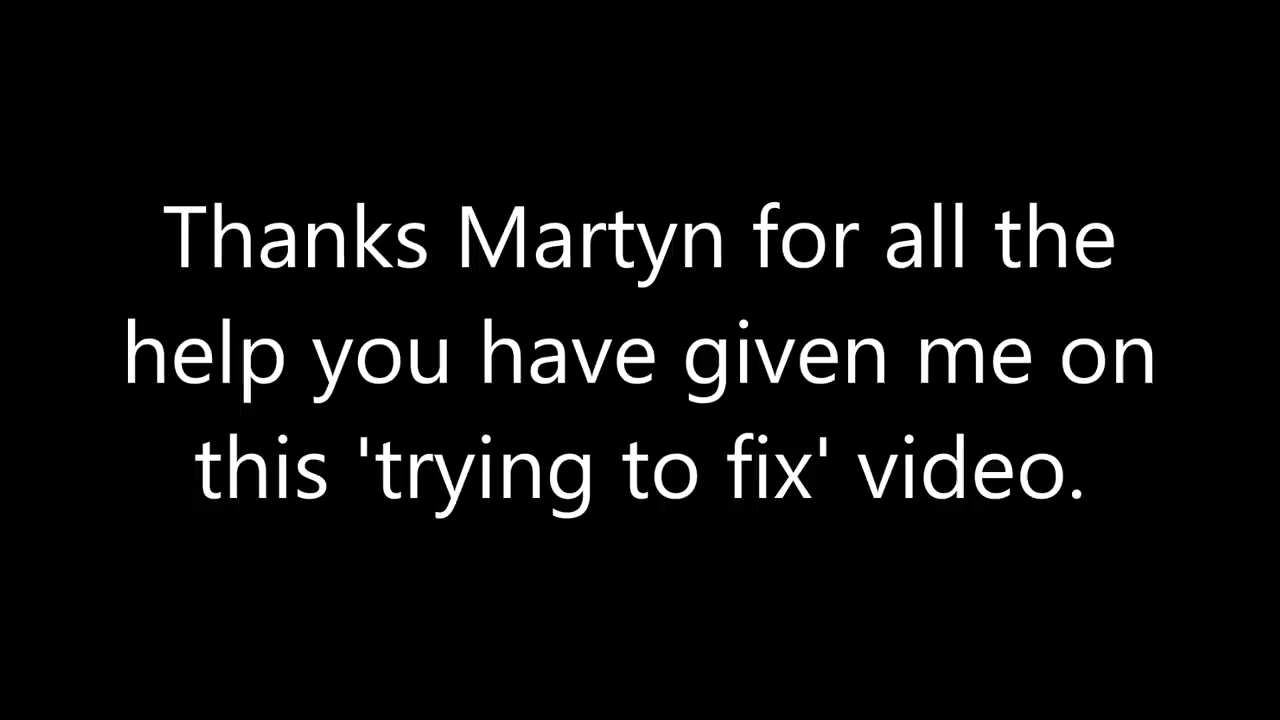 Thanks Martyn for all the
help you have given me on
this 'trying to fix' video.